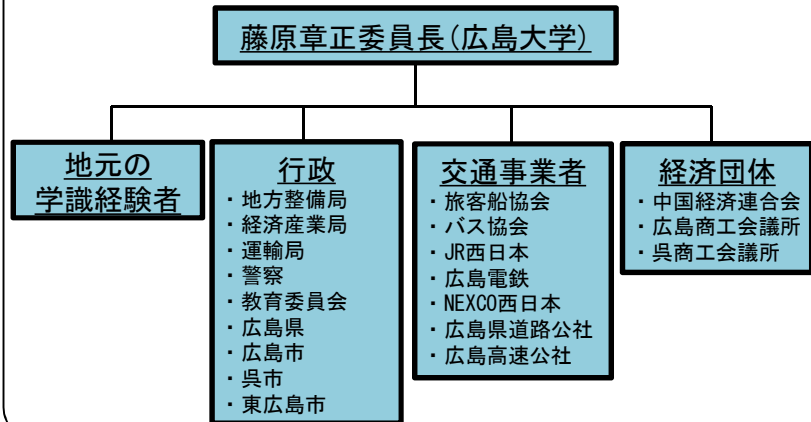 藤原章正委員長(広島大学)
地元の
学識経験者
行政
・地方整備局
・経済産業局
・運輸局
・警察
・教育委員会
・広島県
・広島市
・呉市
・東広島市
交通事業者
・旅客船協会
・バス協会
・JR西日本
・広島電鉄
・NEXCO西日本
・広島県道路公社
・広島高速公社
経済団体
・中国経済連合会
・広島商工会議所
・呉商工会議所